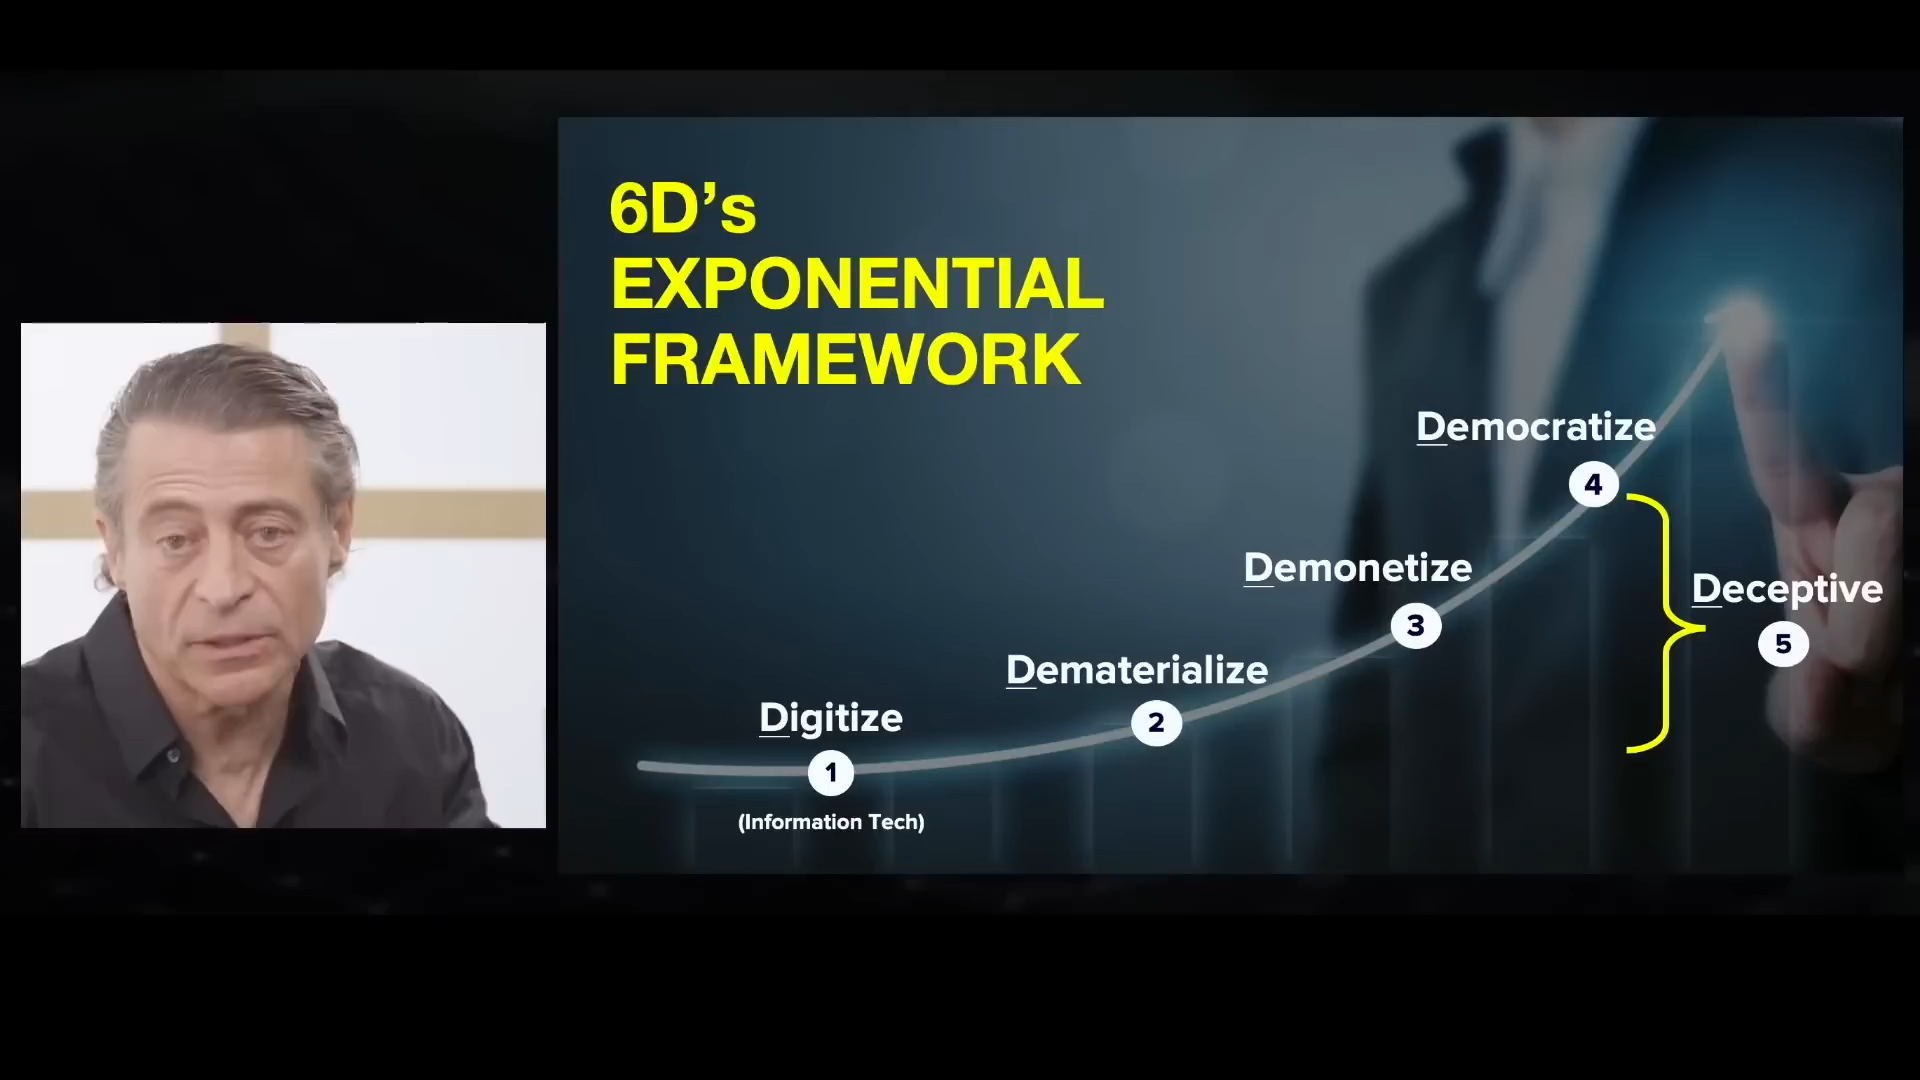 6D’s
EXPONENTIAL
FRAMEWORK
Democratize
4
Demonetize
3
Deceptive
5
Dematerialize
2
Digitize
1
(Information Tech)